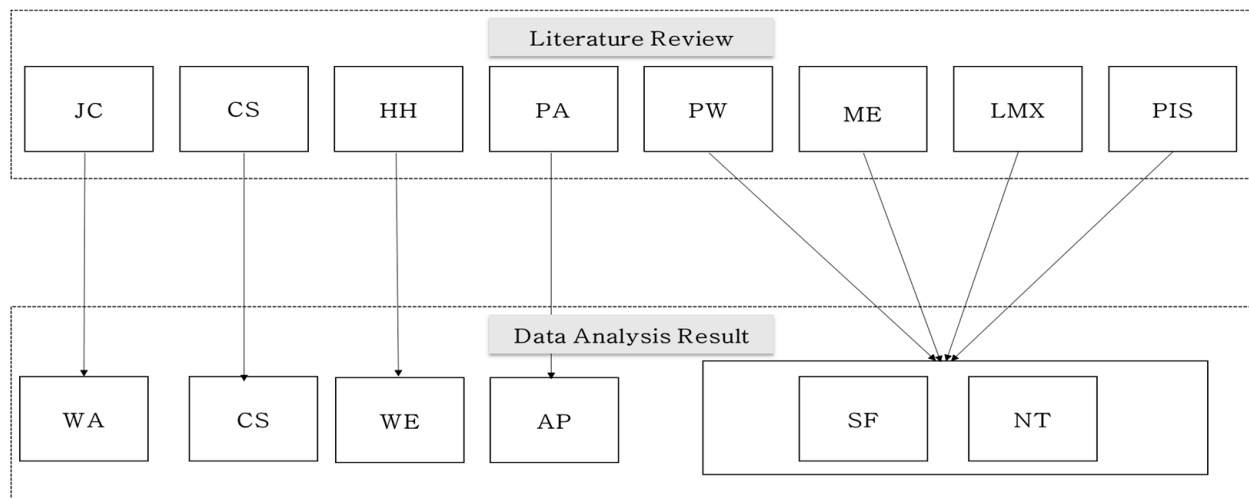 Literature Review
JC
CS
HH
PA
PW
ME
LMX
PIS
Data Analysis Result
WA
CS
WE
AP
SF
NT